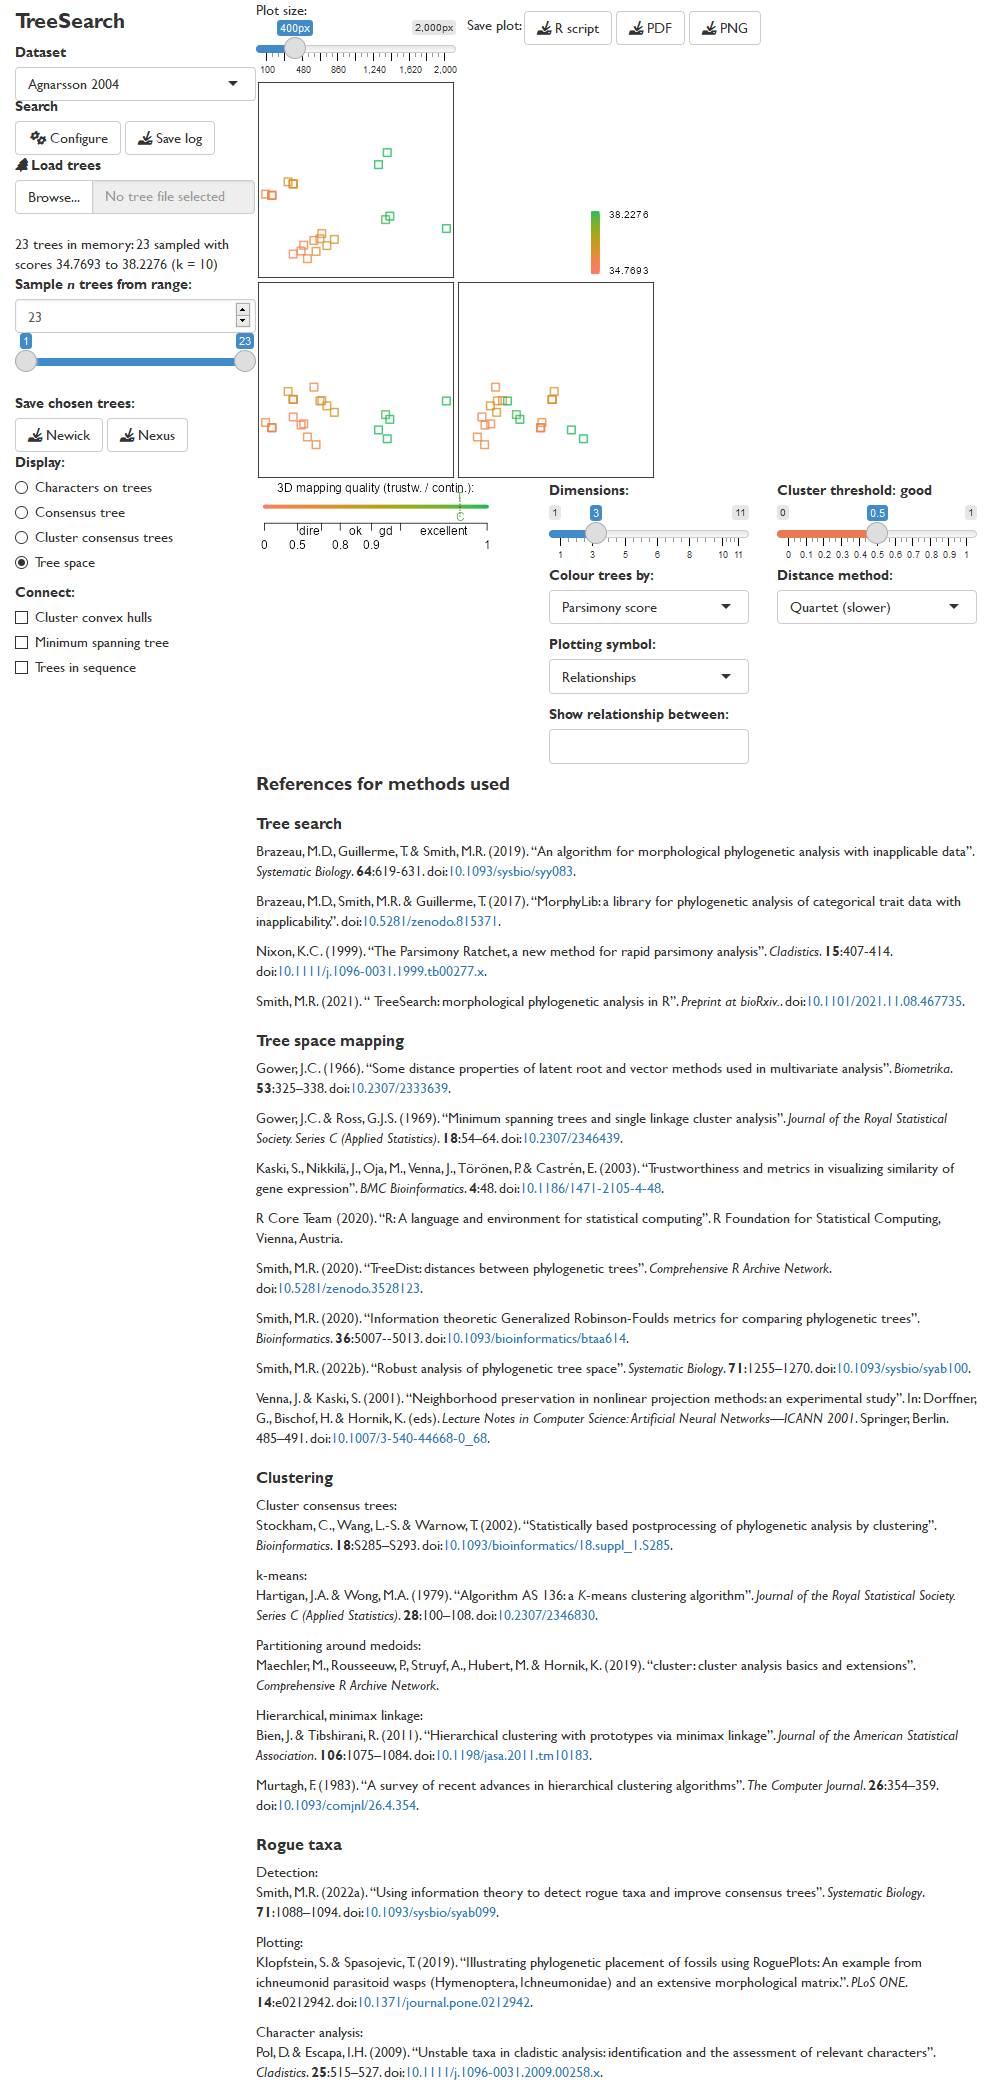 TreeSearch
Dataset
Agnarsson 2004
Search
Configure
Save log
Load trees
Browse...
No tree file selected
23 trees in memory: 23 sampled with
scores 34.7693 to 38.2276 (k = 10)
Sample n trees from range:
23
1
23
Save chosen trees:
Newick
Nexus
Display:
Characters on trees
Consensus tree
Cluster consensus trees
Tree space
Connect:
Cluster convex hulls
Minimum spanning tree
Trees in sequence
Plot size:
400px
2,000px
100 480 860 1,240 1,620 2,000
Save plot:
R script
PDF
PNG
38.2276
34.7693
3D mapping quality (trustw. / contin.):
T
C
dire ok gd excellent
0 0.5 0.8 0.9 1
Dimensions:
1
3
11
1 3 5 6 8 10 11
Cluster threshold: good
0
0.5
1
0 0.1 0.2 0.3 0.4 0.5 0.6 0.7 0.8 0.9 1
Colour trees by:
Parsimony score
Distance method:
Quartet (slower)
Plotting symbol:
Relationships
Show relationship between:
References for methods used
Tree search
Brazeau, M.D., Guillerme, T. & Smith, M.R. (2019). “An algorithm for morphological phylogenetic analysis with inapplicable data”.
Systematic Biology. 64:619-631. doi:10.1093/sysbio/syy083.
Brazeau, M.D., Smith, M.R. & Guillerme, T. (2017). “MorphyLib: a library for phylogenetic analysis of categorical trait data with
inapplicability.”. doi:10.5281/zenodo.815371.
Nixon, K.C. (1999). “The Parsimony Ratchet, a new method for rapid parsimony analysis”. Cladistics. 15:407-414.
doi:10.1111/j.1096-0031.1999.tb00277.x.
Smith, M.R. (2021). “ TreeSearch: morphological phylogenetic analysis in R”. Preprint at bioRxiv.. doi:10.1101/2021.11.08.467735.
Tree space mapping
Gower, J.C. (1966). “Some distance properties of latent root and vector methods used in multivariate analysis”. Biometrika.
53:325–338. doi:10.2307/2333639.
Gower, J.C. & Ross, G.J.S. (1969). “Minimum spanning trees and single linkage cluster analysis”. Journal of the Royal Statistical
Society. Series C (Applied Statistics). 18:54–64. doi:10.2307/2346439.
Kaski, S., Nikkilä, J., Oja, M., Venna, J., Törönen, P. & Castrén, E. (2003). “Trustworthiness and metrics in visualizing similarity of
gene expression”. BMC Bioinformatics. 4:48. doi:10.1186/1471-2105-4-48.
R Core Team (2020). “R: A language and environment for statistical computing”. R Foundation for Statistical Computing,
Vienna, Austria.
Smith, M.R. (2020). “TreeDist: distances between phylogenetic trees”. Comprehensive R Archive Network.
doi:10.5281/zenodo.3528123.
Smith, M.R. (2020). “Information theoretic Generalized Robinson-Foulds metrics for comparing phylogenetic trees”.
Bioinformatics. 36:5007--5013. doi:10.1093/bioinformatics/btaa614.
Smith, M.R. (2022b). “Robust analysis of phylogenetic tree space”. Systematic Biology. 71:1255–1270. doi:10.1093/sysbio/syab100.
Venna, J. & Kaski, S. (2001). “Neighborhood preservation in nonlinear projection methods: an experimental study”. In: Dorffner,
G., Bischof, H. & Hornik, K. (eds). Lecture Notes in Computer Science: Artificial Neural Networks—ICANN 2001. Springer, Berlin.
485–491. doi:10.1007/3-540-44668-0_68.
Clustering
Cluster consensus trees:
Stockham, C., Wang, L.-S. & Warnow, T. (2002). “Statistically based postprocessing of phylogenetic analysis by clustering”.
Bioinformatics. 18:S285–S293. doi:10.1093/bioinformatics/18.suppl_1.S285.
k-means:
Hartigan, J.A. & Wong, M.A. (1979). “Algorithm AS 136: a K-means clustering algorithm”. Journal of the Royal Statistical Society.
Series C (Applied Statistics). 28:100–108. doi:10.2307/2346830.
Partitioning around medoids:
Maechler, M., Rousseeuw, P., Struyf, A., Hubert, M. & Hornik, K. (2019). “cluster: cluster analysis basics and extensions”.
Comprehensive R Archive Network.
Hierarchical, minimax linkage:
Bien, J. & Tibshirani, R. (2011). “Hierarchical clustering with prototypes via minimax linkage”. Journal of the American Statistical
Association. 106:1075–1084. doi:10.1198/jasa.2011.tm10183.
Murtagh, F. (1983). “A survey of recent advances in hierarchical clustering algorithms”. The Computer Journal. 26:354–359.
doi:10.1093/comjnl/26.4.354.
Rogue taxa
Detection:
Smith, M.R. (2022a). “Using information theory to detect rogue taxa and improve consensus trees”. Systematic Biology.
71:1088–1094. doi:10.1093/sysbio/syab099.
Plotting:
Klopfstein, S. & Spasojevic, T. (2019). “Illustrating phylogenetic placement of fossils using RoguePlots: An example from
ichneumonid parasitoid wasps (Hymenoptera, Ichneumonidae) and an extensive morphological matrix.”. PLoS ONE.
14:e0212942. doi:10.1371/journal.pone.0212942.
Character analysis:
Pol, D. & Escapa, I.H. (2009). “Unstable taxa in cladistic analysis: identification and the assessment of relevant characters”.
Cladistics. 25:515–527. doi:10.1111/j.1096-0031.2009.00258.x.